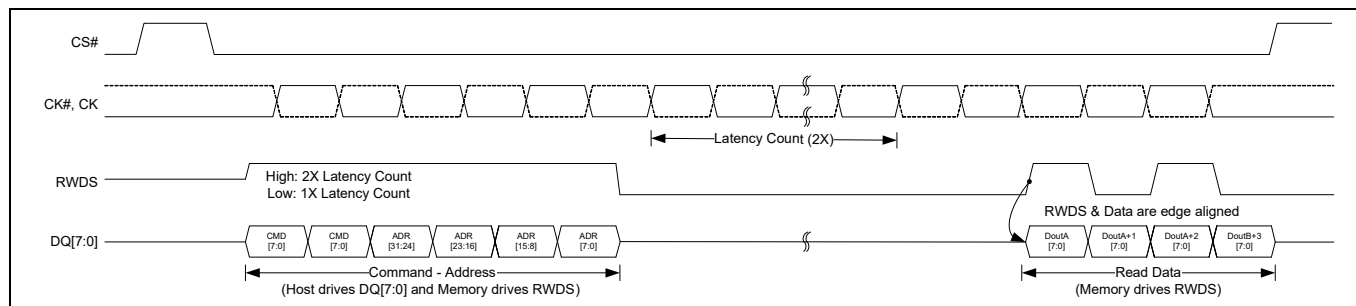 CS#
CK#, CK
Latency Count (2X)
High: 2X Latency Count
Low: 1X Latency Count
RWDS
RWDS & Data are edge aligned
DQ[7:0]
CMD [7:0] CMD [7:0] ADR [31:24] ADR [23:16] ADR [15:8] ADR [7:0] DoutA [7:0] DoutA+1 [7:0] DoutA+2 [7:0] DoutB+3 [7:0]
Command - Address
(Host drives DQ[7:0] and Memory drives RWDS)
Read Data
(Memory drives RWDS)